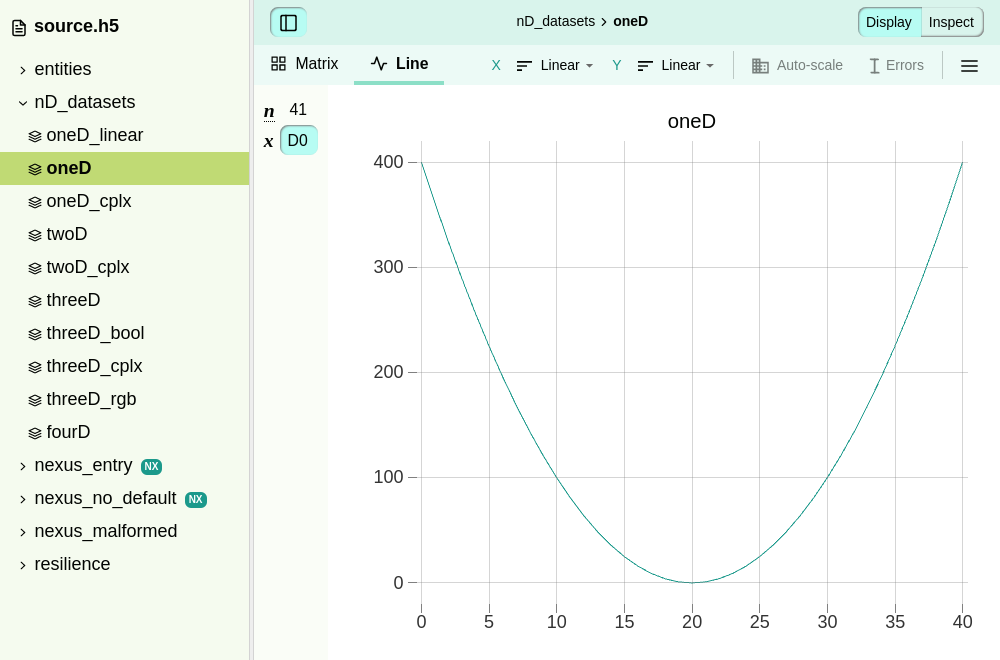 source.h5
entities
nD_datasets
oneD_linear
oneD
oneD_cplx
twoD
twoD_cplx
threeD
threeD_bool
threeD_cplx
threeD_rgb
fourD
nexus_entry NX
nexus_no_default NX
nexus_malformed
resilience
nD_datasets › oneD
Display Inspect
Matrix Line X Linear Y Linear Auto-scale Errors
n 41
x D0
oneD
400
300
200
100
0
0 5 10 15 20 25 30 35 40